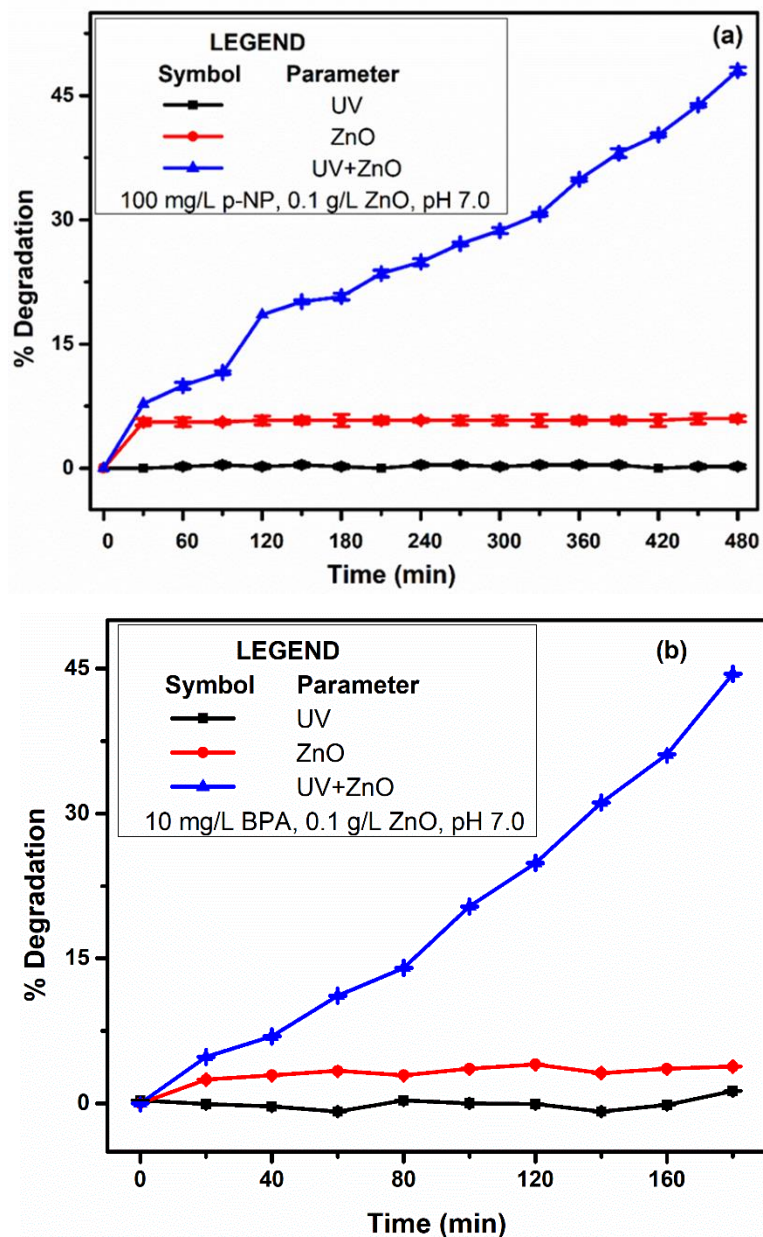 (a)
LEGEND
Symbol Parameter
UV
ZnO
UV+ZnO
100 mg/L p-NP, 0.1 g/L ZnO, pH 7.0
45
30
15
0
% Degradation
0 60 120 180 240 300 360 420 480
Time (min)
(b)
LEGEND
Symbol Parameter
UV
ZnO
UV+ZnO
10 mg/L BPA, 0.1 g/L ZnO, pH 7.0
45
30
15
0
% Degradation
0 40 80 120 160
Time (min)